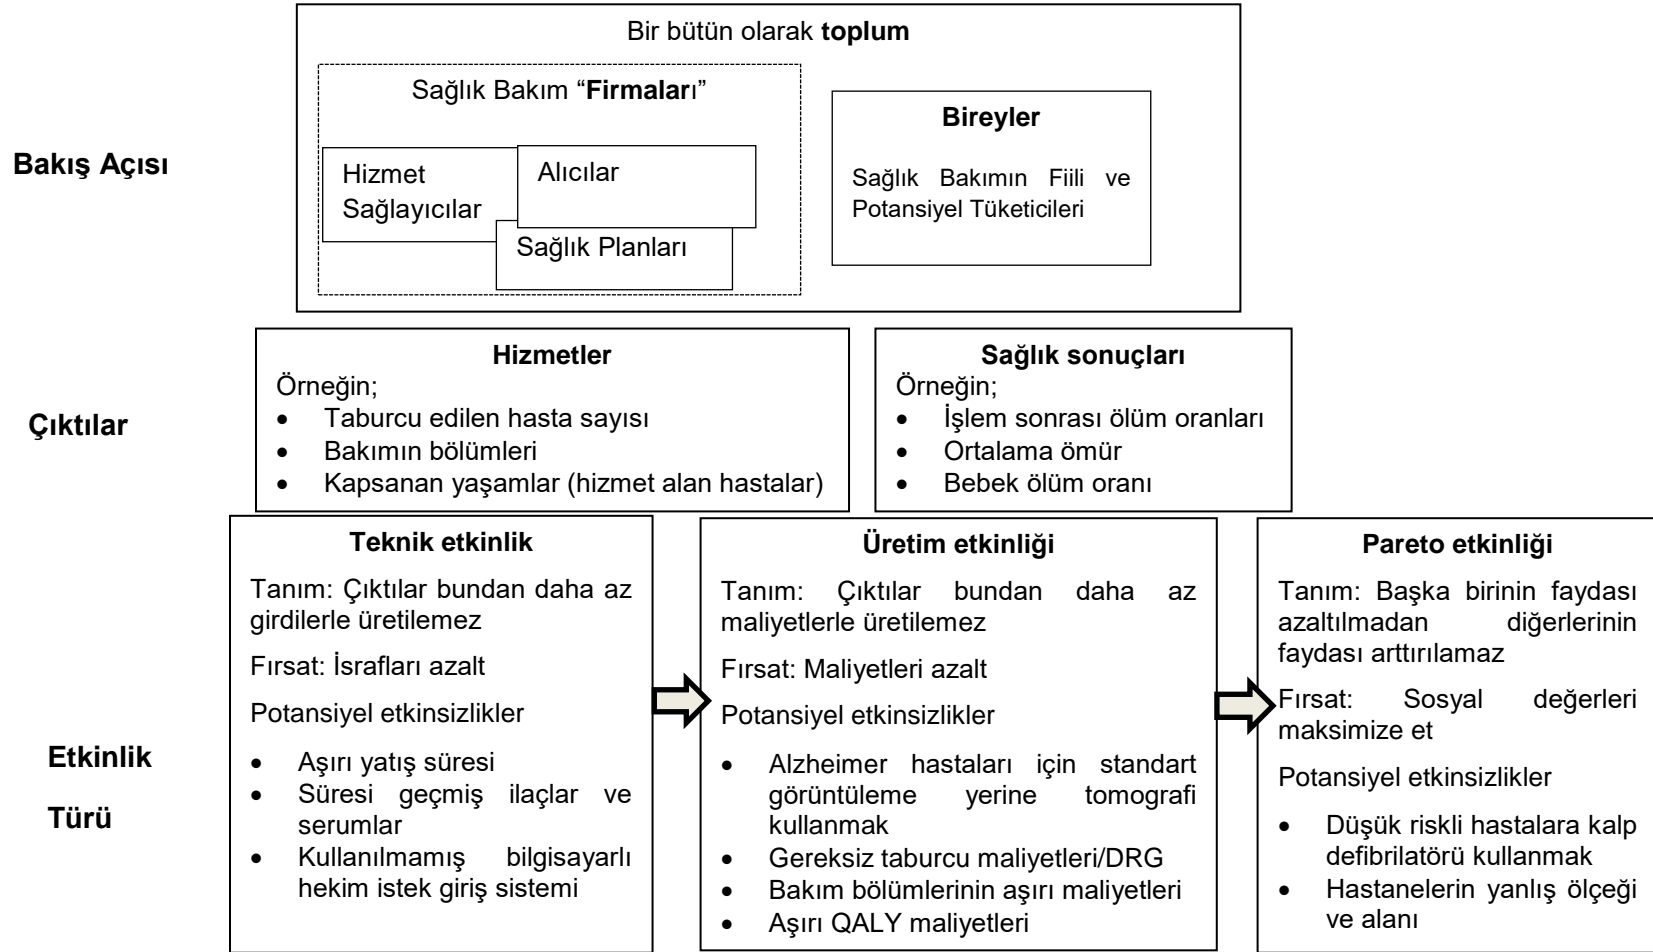 Bir bütün olarak toplum
Sağlık Bakım “Firmaları”
Bakış Açısı
Hizmet
Sağlayıcılar
Alıcılar
Sağlık Planları
Bireyler
Sağlık Bakımın Fiili ve
Potansiyel Tüketicileri
Çıktılar
Hizmetler
Örneğin;
• Taburcu edilen hasta sayısı
• Bakımın bölümleri
• Kapsanan yaşamlar (hizmet alan hastalar)
Sağlık sonuçları
Örneğin;
• İşlem sonrası ölüm oranları
• Ortalama ömür
• Bebek ölüm oranı
Etkinlik
Türü
Teknik etkinlik
Tanım: Çıktılar bundan daha az
girdilerle üretilemez
Fırsat: İsrafları azalt
Potansiyel etkinsizlikler
• Aşırı yatış süresi
• Süresi geçmiş ilaçlar ve
serumlar
• Kullanılmamış bilgisayarlı
hekim istek giriş sistemi
Üretim etkinliği
Tanım: Çıktılar bundan daha az
maliyetlerle üretilemez
Fırsat: Maliyetleri azalt
Potansiyel etkinsizlikler
• Alzheimer hastaları için standart
görüntüleme yerine tomografi
kullanmak
• Gereksiz taburcu maliyetleri/DRG
• Bakım bölümlerinin aşırı maliyetleri
• Aşırı QALY maliyetleri
Pareto etkinliği
Tanım: Başka birinin faydası
azaltılmadan diğerlerinin
faydası arttırılamaz
Fırsat: Sosyal değerleri
maksimize et
Potansiyel etkinsizlikler
• Düşük riskli hastalara kalp
defibrilatörü kullanmak
• Hastanelerin yanlış ölçeği
ve alanı